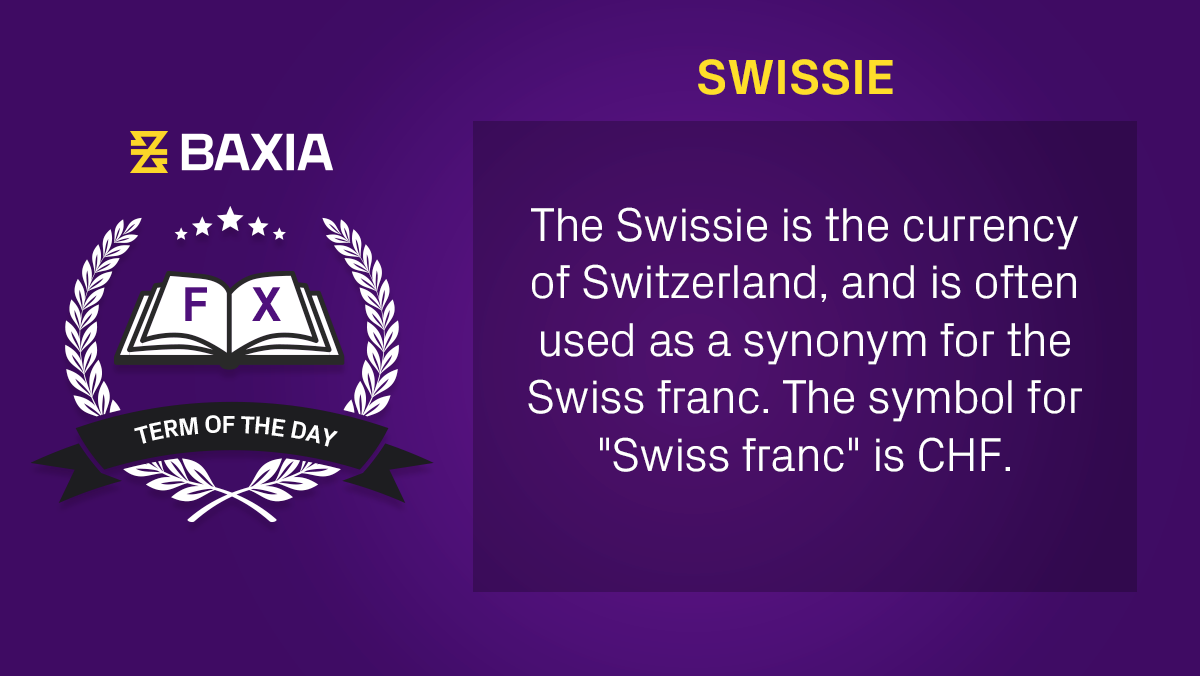 SWISSIE
BAXIA
F X
TERM OF THE DAY
The Swissie is the currency
of Switzerland, and is often
used as a synonym for the
Swiss franc. The symbol for
"Swiss franc" is CHF.